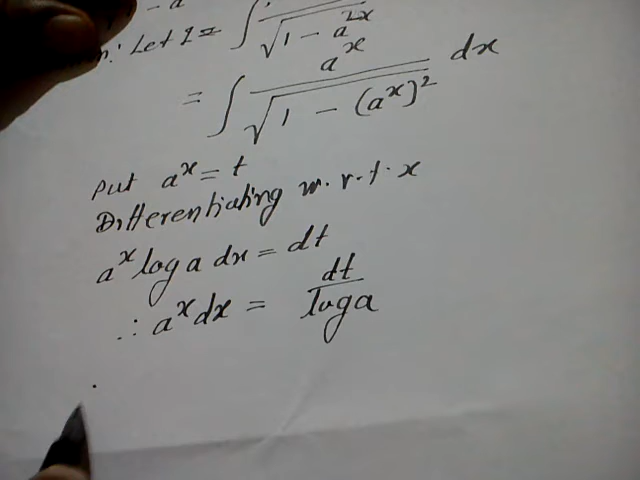 - a
n: Let I = ∫ √1 - a^2x
= ∫ a^x / √1 - (a^x)^2 dx
put a^x = t
Differentiating w.r.t.x
a^x log a dx = dt
∴ a^x dx = dt / log a